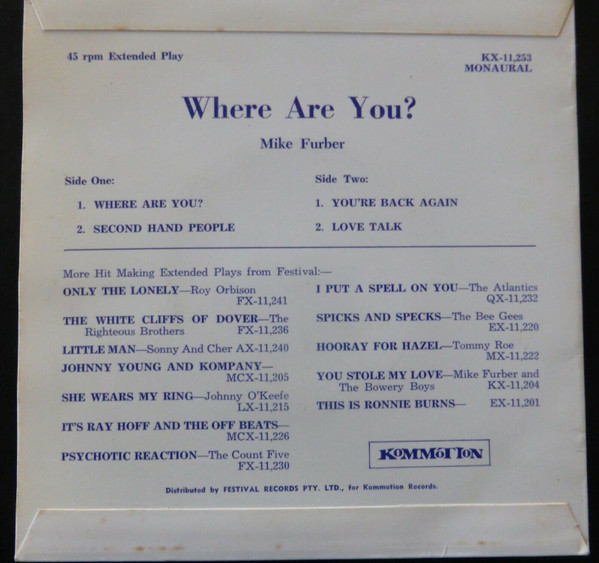 45 rpm Extended Play
KX-11,253
MONAURAL
Where Are You?
Mike Furber
Side One:
1. WHERE ARE YOU?
2. SECOND HAND PEOPLE
Side Two:
1. YOU'RE BACK AGAIN
2. LOVE TALK
More Hit Making Extended Plays from Festival:—
ONLY THE LONELY—Roy Orbison
FX-11,241
THE WHITE CLIFFS OF DOVER—The
Righteous Brothers FX-11,236
LITTLE MAN—Sonny And Cher AX-11,240
JOHNNY YOUNG AND KOMPANY—
MCX-11,205
SHE WEARS MY RING—Johnny O'Keefe
LX-11,215
IT'S RAY HOFF AND THE OFF BEATS—
MCX-11,226
PSYCHOTIC REACTION—The Count Five
FX-11,230
I PUT A SPELL ON YOU—The Atlantics
QX-11,232
SPICKS AND SPECKS—The Bee Gees
EX-11,220
HOORAY FOR HAZEL—Tommy Roe
MX-11,222
YOU STOLE MY LOVE—Mike Furber and
The Bowery Boys KX-11,204
THIS IS RONNIE BURNS— EX-11,201
KOMMOTION
Distributed by FESTIVAL RECORDS PTY. LTD., for Kommotion Records.